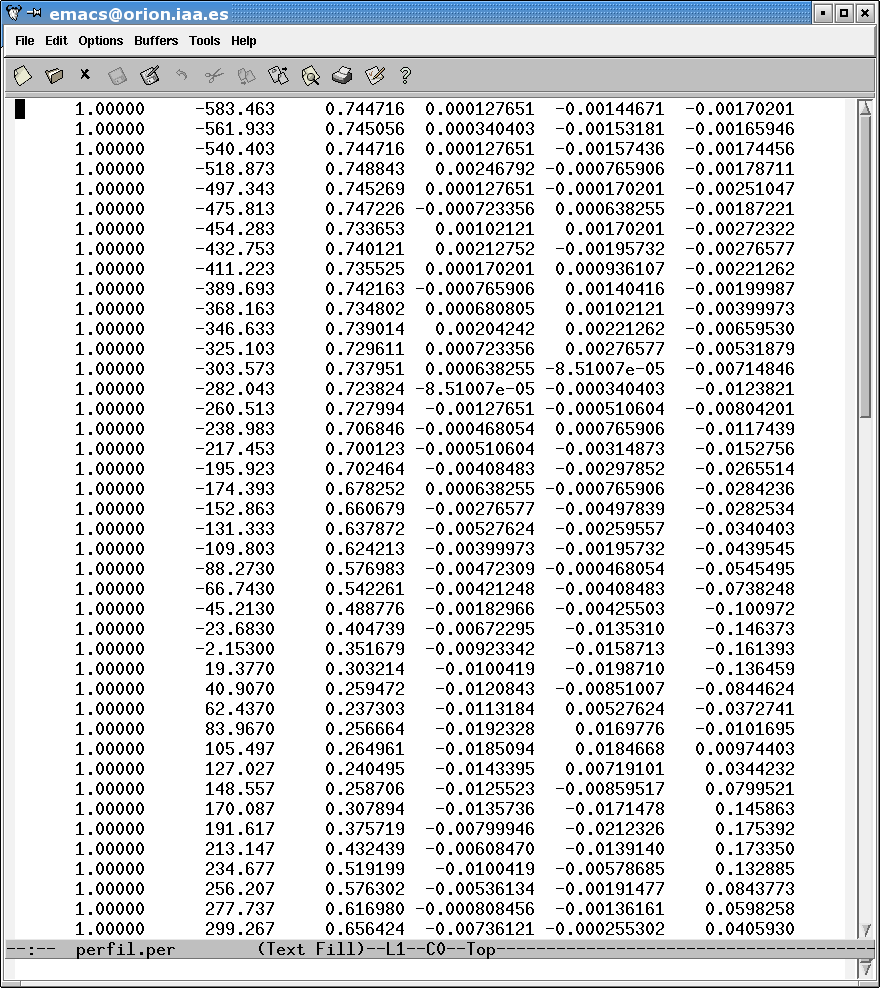 emacs@orion.iaa.es
File Edit Options Buffers Tools Help
1.00000 -583.463 0.744716 0.000127651 -0.00144671 -0.00170201
1.00000 -561.933 0.745056 0.000340403 -0.00153181 -0.00165946
1.00000 -540.403 0.744716 0.000127651 -0.00157436 -0.00174456
1.00000 -518.873 0.748843 0.00246792 -0.000765906 -0.00178711
1.00000 -497.343 0.745269 0.000127651 -0.000170201 -0.00251047
1.00000 -475.813 0.747226 -0.000723356 0.000638255 -0.00187221
1.00000 -454.283 0.733653 0.00102121 0.00170201 -0.00272322
1.00000 -432.753 0.740121 0.00212752 -0.00195732 -0.00276577
1.00000 -411.223 0.735525 0.000170201 0.000936107 -0.00221262
1.00000 -389.693 0.742163 -0.000765906 0.00140416 -0.00199987
1.00000 -368.163 0.734802 0.000680805 0.00102121 -0.00399973
1.00000 -346.633 0.739014 0.00204242 0.00221262 -0.00659530
1.00000 -325.103 0.729611 0.000723356 0.00276577 -0.00531879
1.00000 -303.573 0.737951 0.000638255 -8.51007e-05 -0.00714846
1.00000 -282.043 0.723824 -8.51007e-05 -0.000340403 -0.0123821
1.00000 -260.513 0.727994 -0.00127651 -0.000510604 -0.00804201
1.00000 -238.983 0.706846 -0.000468054 0.000765906 -0.0117439
1.00000 -217.453 0.700123 -0.000510604 -0.00314873 -0.0152756
1.00000 -195.923 0.702464 -0.00408483 -0.00297852 -0.0265514
1.00000 -174.393 0.678252 0.000638255 -0.000765906 -0.0284236
1.00000 -152.863 0.660679 -0.00276577 -0.00497839 -0.0282534
1.00000 -131.333 0.637872 -0.00527624 -0.00259557 -0.0340403
1.00000 -109.803 0.624213 -0.00399973 -0.00195732 -0.0439545
1.00000 -88.2730 0.576983 -0.00472309 -0.000468054 -0.0545495
1.00000 -66.7430 0.542261 -0.00421248 -0.00408483 -0.0738248
1.00000 -45.2130 0.488776 -0.00182966 -0.00425503 -0.100972
1.00000 -23.6830 0.404739 -0.00672295 -0.0135310 -0.146373
1.00000 -2.15300 0.351679 -0.00923342 -0.0158713 -0.161393
1.00000 19.3770 0.303214 -0.0100419 -0.0198710 -0.136459
1.00000 40.9070 0.259472 -0.0120843 -0.00851007 -0.0844624
1.00000 62.4370 0.237303 -0.0113184 0.00527624 -0.0372741
1.00000 83.9670 0.256664 -0.0192328 0.0169776 -0.0101695
1.00000 105.497 0.264961 -0.0185094 0.0184668 0.00974403
1.00000 127.027 0.240495 -0.0143395 0.00719101 0.0344232
1.00000 148.557 0.258706 -0.0125523 -0.00859517 0.0799521
1.00000 170.087 0.307894 -0.0135736 -0.0171478 0.145863
1.00000 191.617 0.375719 -0.00799946 -0.0212326 0.175392
1.00000 213.147 0.432439 -0.00608470 -0.0139140 0.173350
1.00000 234.677 0.519199 -0.0100419 -0.00578685 0.132885
1.00000 256.207 0.576302 -0.00536134 -0.00191477 0.0843773
1.00000 277.737 0.616980 -0.000808456 -0.00136161 0.0598258
1.00000 299.267 0.656424 -0.00736121 -0.000255302 0.0405930
--:-- perfil.per (Text Fill)--L1--C0--Top--------------------------------------